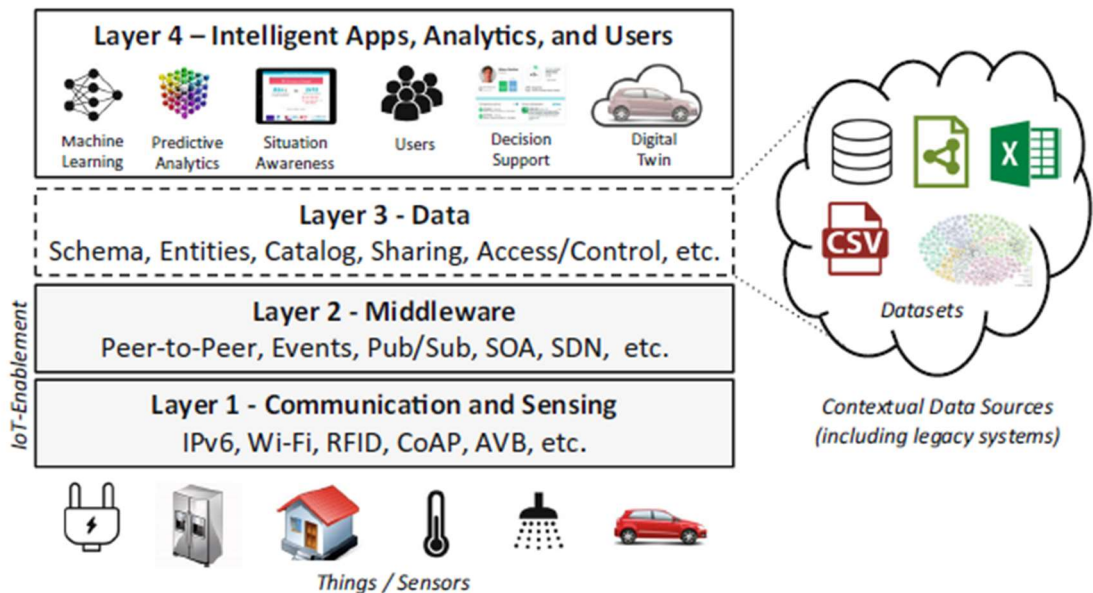 Layer 4 – Intelligent Apps, Analytics, and Users
Machine
Learning
Predictive
Analytics
Situation
Awareness
Users
Decision
Support
Digital
Twin
Layer 3 - Data
Schema, Entities, Catalog, Sharing, Access/Control, etc.
Layer 2 - Middleware
Peer-to-Peer, Events, Pub/Sub, SOA, SDN, etc.
Layer 1 - Communication and Sensing
IPv6, Wi-Fi, RFID, CoAP, AVB, etc.
IoT-Enablement
Things / Sensors
X
CSV
Datasets
Contextual Data Sources
(including legacy systems)